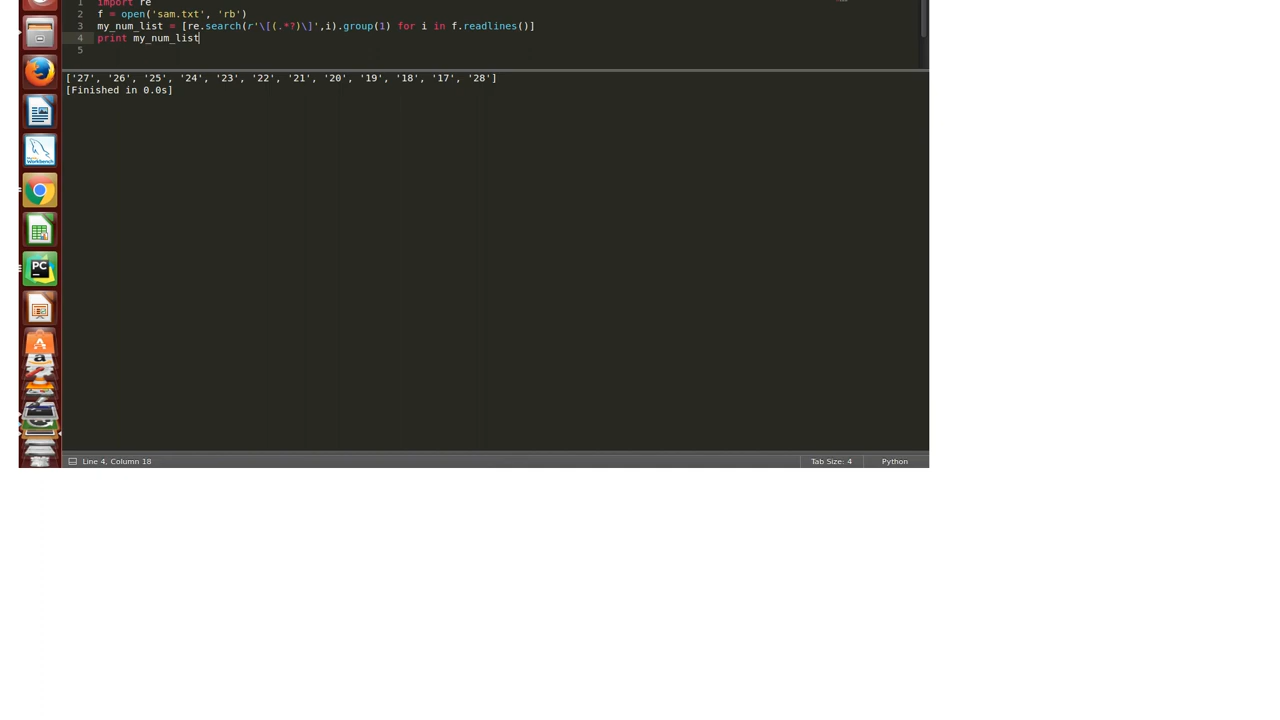 1 import re
2 f = open('sam.txt', 'rb')
3 my_num_list = [re.search(r'\[(.*?)\]',i).group(1) for i in f.readlines()]
4 print my_num_list
5
['27', '26', '25', '24', '23', '22', '21', '20', '19', '18', '17', '28']
[Finished in 0.0s]
Workbench
PC
Line 4, Column 18 Tab Size: 4 Python